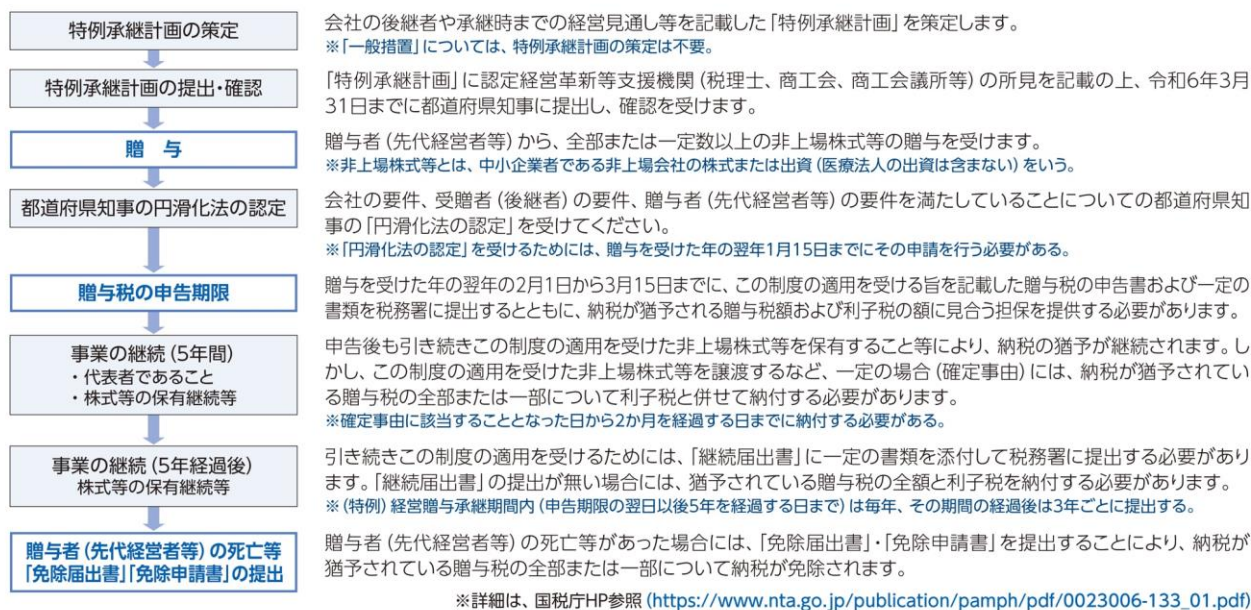 特例承継計画の策定
会社の後継者や承継時までの経営見通し等を記載した「特例承継計画」を策定します。
※「一般措置」については、特例承継計画の策定は不要。
特例承継計画の提出・確認
「特例承継計画」に認定経営革新等支援機関（税理士、商工会、商工会議所等）の所見を記載の上、令和6年3月
31日までに都道府県知事に提出し、確認を受けます。
贈　与
贈与者（先代経営者等）から、全部または一定数以上の非上場株式等の贈与を受けます。
※非上場株式等とは、中小企業者である非上場会社の株式または出資（医療法人の出資は含まない）をいう。
都道府県知事の円滑化法の認定
会社の要件、受贈者（後継者）の要件、贈与者（先代経営者等）の要件を満たしていることについての都道府県知
事の「円滑化法の認定」を受けてください。
※「円滑化法の認定」を受けるためには、贈与を受けた年の翌年1月15日までにその申請を行う必要がある。
贈与税の申告期限
贈与を受けた年の翌年の2月1日から3月15日までに、この制度の適用を受ける旨を記載した贈与税の申告書および一定の
書類を税務署に提出するとともに、納税が猶予される贈与税額および利子税の額に見合う担保を提供する必要があります。
事業の継続（5年間）
・代表者であること
・株式等の保有継続等
申告後も引き続きこの制度の適用を受けた非上場株式等を保有すること等により、納税の猶予が継続されます。し
かし、この制度の適用を受けた非上場株式等を譲渡するなど、一定の場合（確定事由）には、納税が猶予されてい
る贈与税の全部または一部について利子税と併せて納付する必要があります。
※確定事由に該当することとなった日から2か月を経過する日までに納付する必要がある。
事業の継続（5年経過後）
株式等の保有継続等
引き続きこの制度の適用を受けるためには、「継続届出書」に一定の書類を添付して税務署に提出する必要があり
ます。「継続届出書」の提出が無い場合には、猶予されている贈与税の全額と利子税を納付する必要があります。
※（特例）経営贈与承継期間内（申告期限の翌日以後5年を経過する日まで）は毎年、その期間の経過後は3年ごとに提出する。
贈与者（先代経営者等）の死亡等
「免除届出書」「免除申請書」の提出
贈与者（先代経営者等）の死亡等があった場合には、「免除届出書」・「免除申請書」を提出することにより、納税が
猶予されている贈与税の全部または一部について納税が免除されます。
※詳細は、国税庁HP参照（https://www.nta.go.jp/publication/pamph/pdf/0023006-133_01.pdf）